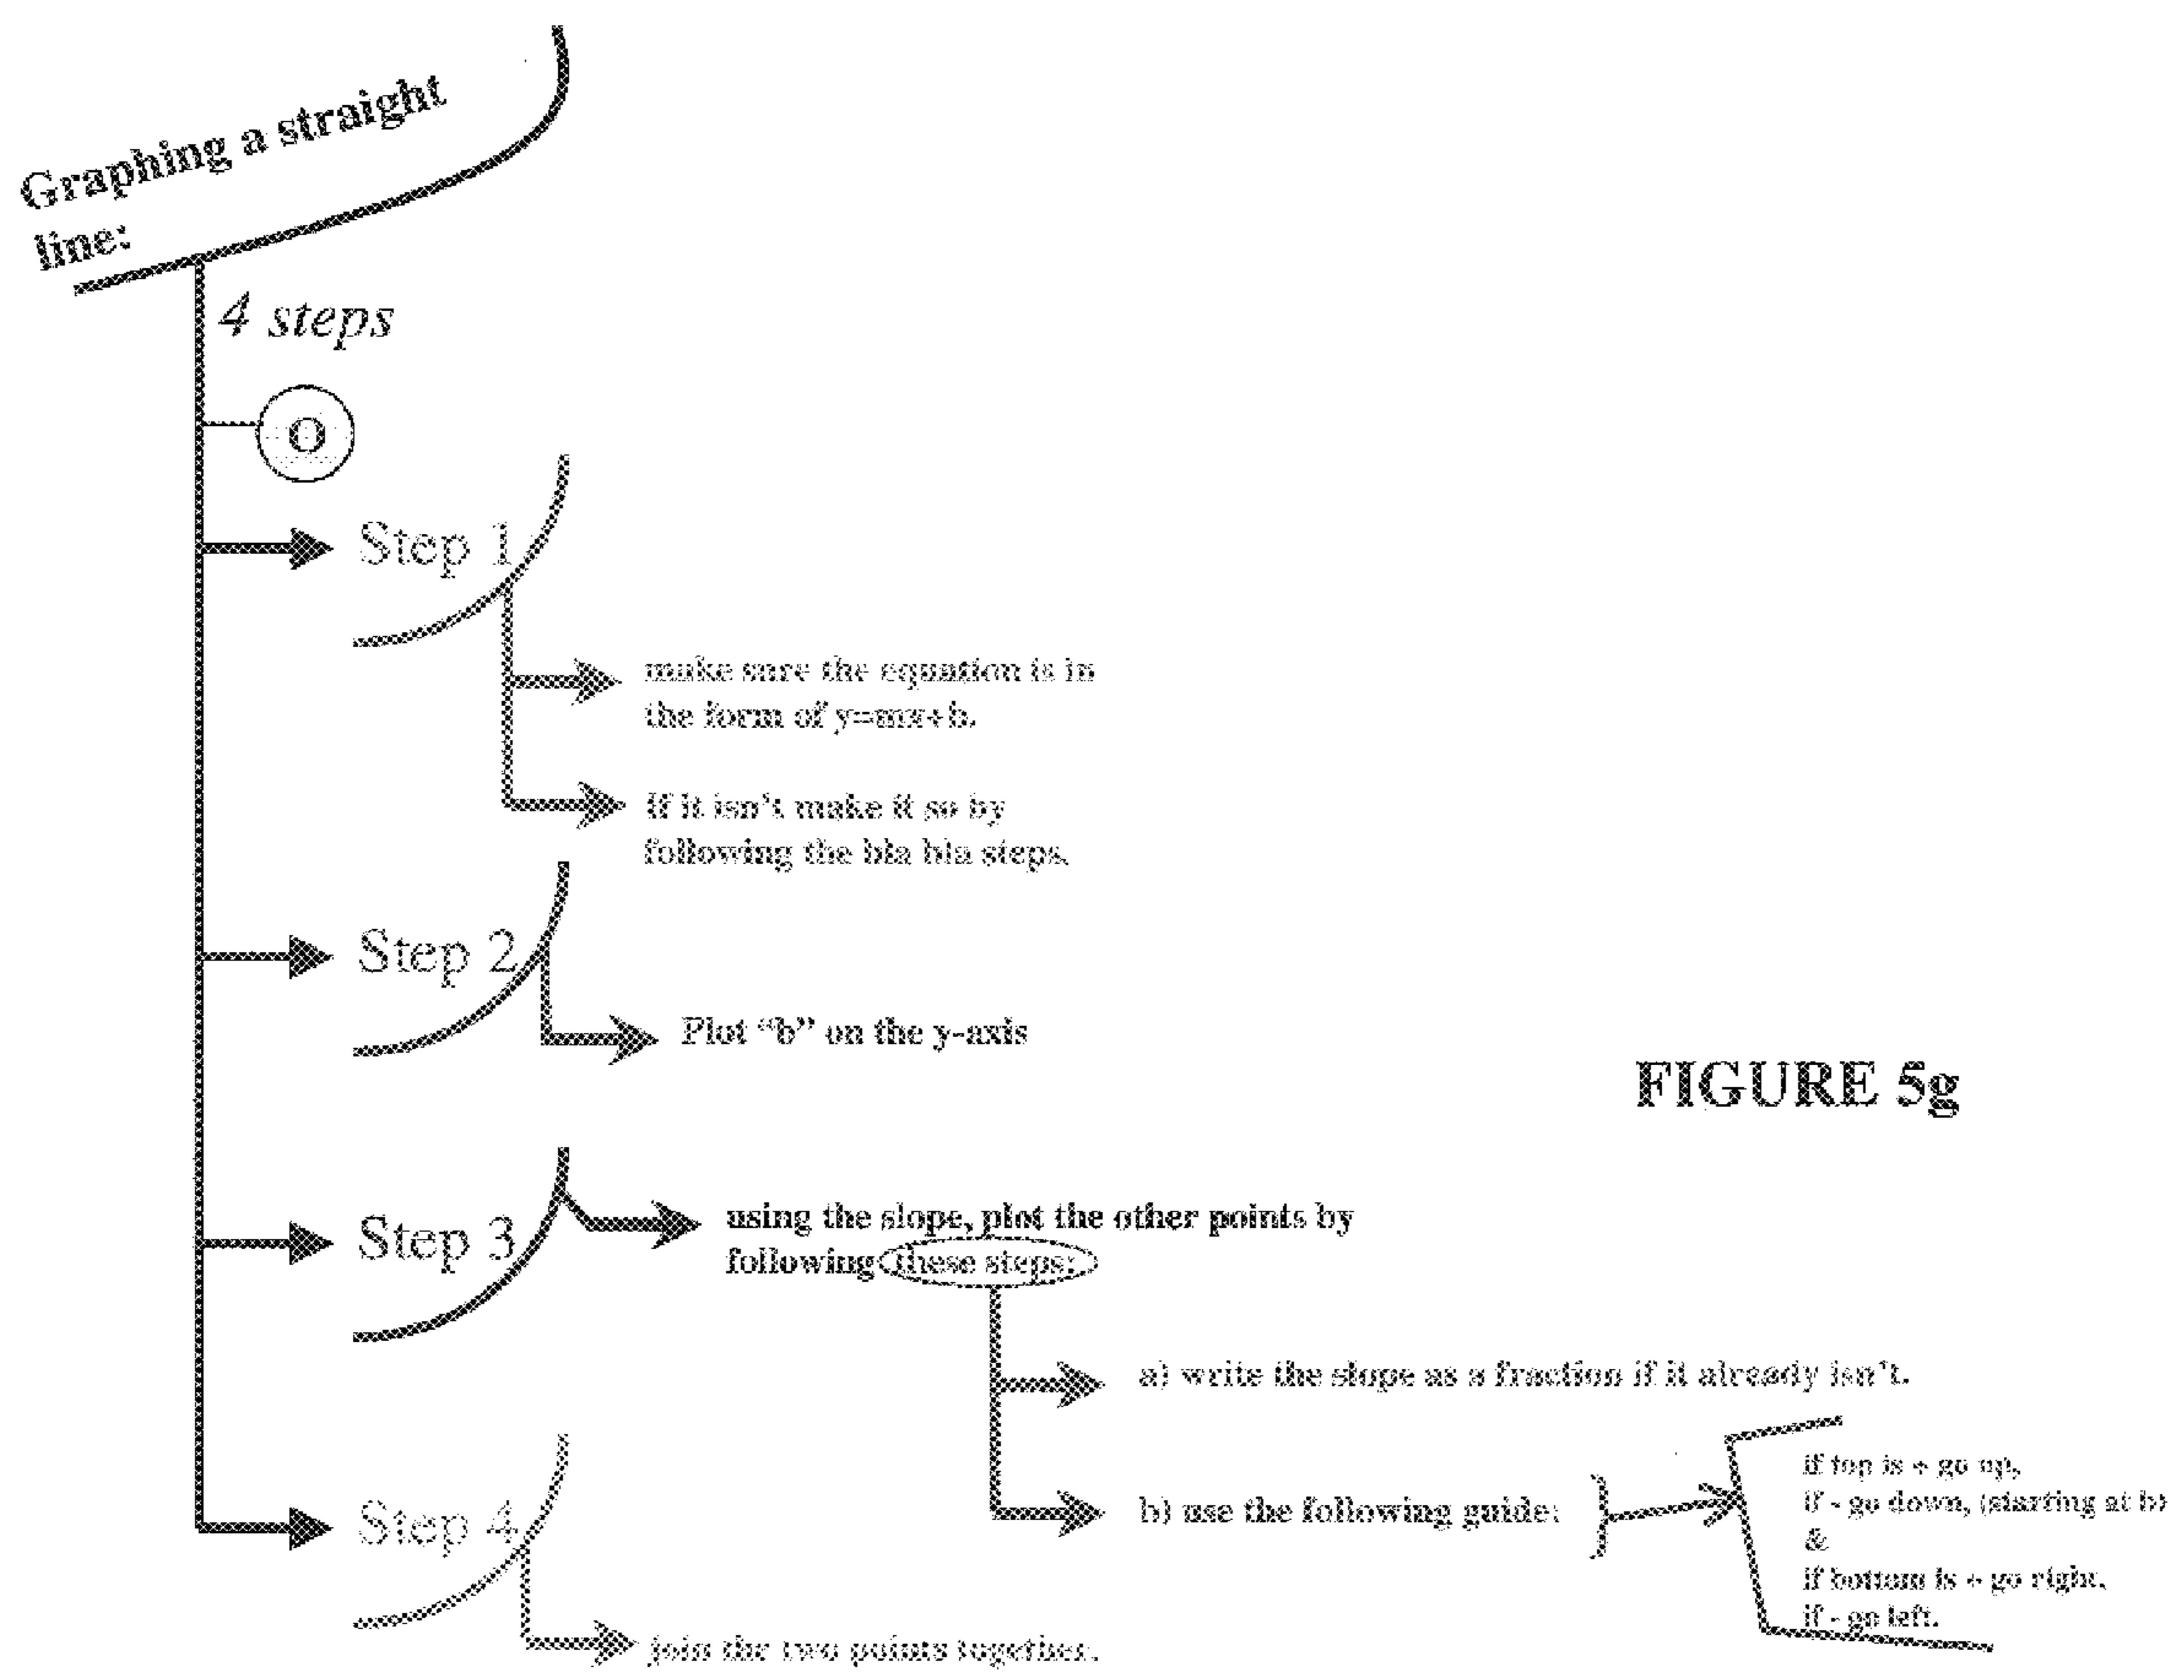 Graphing a straight
line:
4 steps
O
Step 1
make sure the equation is in
the form of y=mx+b.
If it isn't make it so by
following the bla bla steps.
Step 2
Plot "b" on the y-axis
FIGURE 5g
Step 3
using the slope, plot the other points by
following these steps:
a) write the slope as a fraction if it already isn't.
b) use the following guide:
if top is + go up,
if - go down, (starting at b)
&
if bottom is + go right,
if - go left.
Step 4
join the two points together.